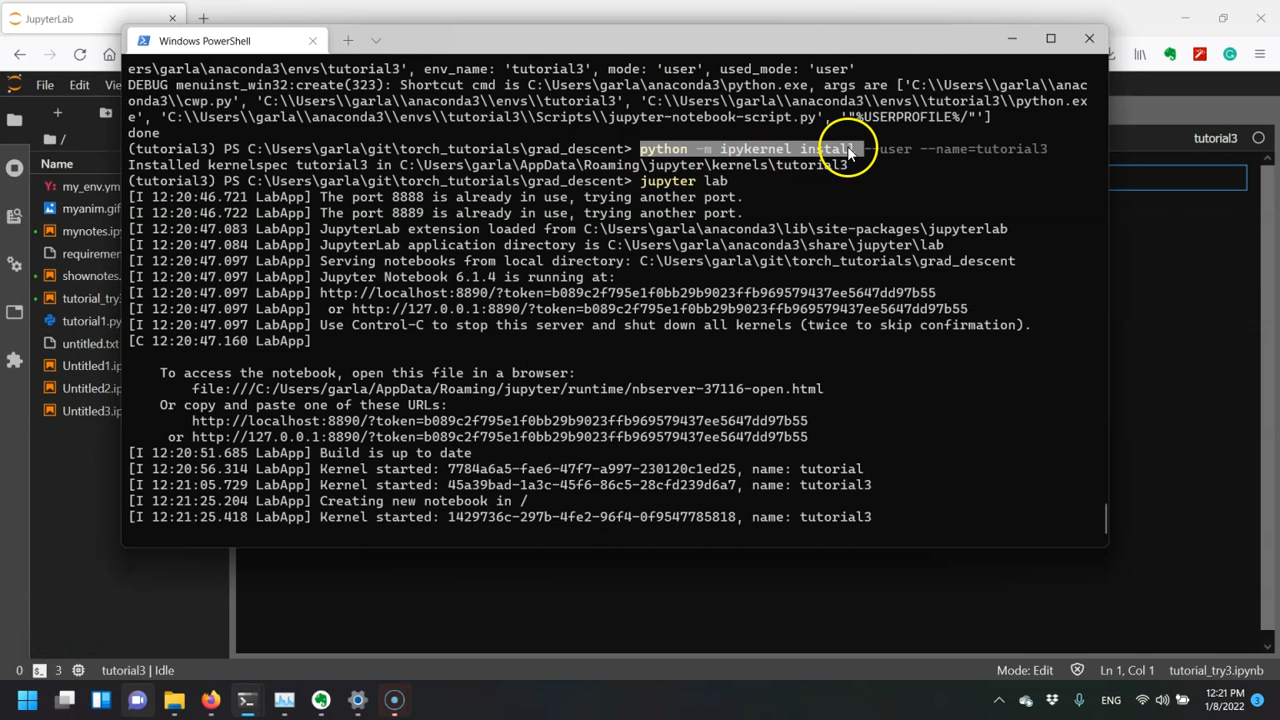 JupyterLab
Windows PowerShell
File
Edit
ers\garla\anaconda3\envs\tutorial3', env_name: 'tutorial3', mode: 'user', used_mode: 'user'
DEBUG menuinst_win32:create(323): Shortcut cmd is C:\Users\garla\anaconda3\python.exe, args are ['C:\\Users\\garla\\anac
onda3\\cwp.py', 'C:\\Users\\garla\\anaconda3\\envs\\tutorial3', 'C:\\Users\\garla\\anaconda3\\envs\\tutorial3\\python.ex
e', 'C:\\Users\\garla\\anaconda3\\envs\\tutorial3\\Scripts\\jupyter-notebook-script.py', '"%USERPROFILE%/"']
done
(tutorial3) PS C:\Users\garla\git\torch_tutorials\grad_descent> python -m ipykernel install --user --name=tutorial3
Installed kernelspec tutorial3 in C:\Users\garla\AppData\Roaming\jupyter\kernels\tutorial3
(tutorial3) PS C:\Users\garla\git\torch_tutorials\grad_descent> jupyter lab
[I 12:20:46.721 LabApp] The port 8888 is already in use, trying another port.
[I 12:20:46.722 LabApp] The port 8889 is already in use, trying another port.
[I 12:20:47.083 LabApp] JupyterLab extension loaded from C:\Users\garla\anaconda3\lib\site-packages\jupyterlab
[I 12:20:47.084 LabApp] JupyterLab application directory is C:\Users\garla\anaconda3\share\jupyter\lab
[I 12:20:47.097 LabApp] Serving notebooks from local directory: C:\Users\garla\git\torch_tutorials\grad_descent
[I 12:20:47.097 LabApp] Jupyter Notebook 6.1.4 is running at:
[I 12:20:47.097 LabApp] http://localhost:8890/?token=b089c2f795e1f0bb29b9023ffb969579437ee5647dd97b55
[I 12:20:47.097 LabApp]  or http://127.0.0.1:8890/?token=b089c2f795e1f0bb29b9023ffb969579437ee5647dd97b55
[I 12:20:47.097 LabApp] Use Control-C to stop this server and shut down all kernels (twice to skip confirmation).
[C 12:20:47.160 LabApp]
To access the notebook, open this file in a browser:
file:///C:/Users/garla/AppData/Roaming/jupyter/runtime/nbserver-37116-open.html
Or copy and paste one of these URLs:
http://localhost:8890/?token=b089c2f795e1f0bb29b9023ffb969579437ee5647dd97b55
or http://127.0.0.1:8890/?token=b089c2f795e1f0bb29b9023ffb969579437ee5647dd97b55
[I 12:20:51.685 LabApp] Build is up to date
[I 12:20:56.314 LabApp] Kernel started: 7784a6a5-fae6-47f7-a997-230120c1ed25, name: tutorial
[I 12:21:05.729 LabApp] Kernel started: 45a39bad-1a3c-45f6-86c5-28cfd239d6a7, name: tutorial3
[I 12:21:25.204 LabApp] Creating new notebook in /
[I 12:21:25.418 LabApp] Kernel started: 1429736c-297b-4fe2-96f4-0f9547785818, name: tutorial3
/
Name
my_env.ym
myanim.gif
mynotes.ip
requireme
shownotes.
tutorial_try3
tutorial1.py
untitled.txt
Untitled1.ip
Untitled2.ip
Untitled3.ip
tutorial3
0
3
tutorial3 | Idle
Mode: Edit
Ln 1, Col 1
tutorial_try3.ipynb
ENG
12:21 PM
1/8/2022
3